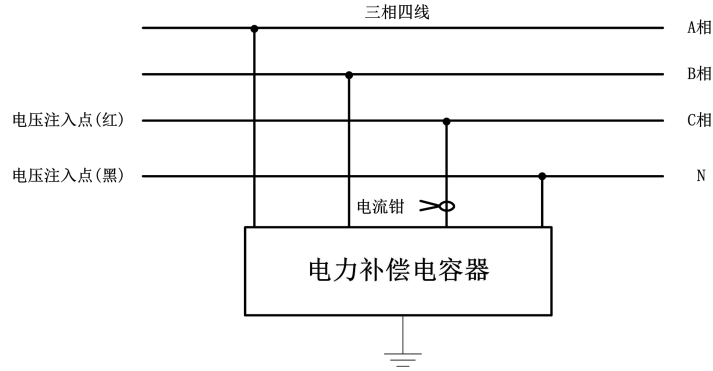 三相四线
A相
B相
电压注入点(红)
C相
电压注入点(黑)
N
电流钳
电力补偿电容器